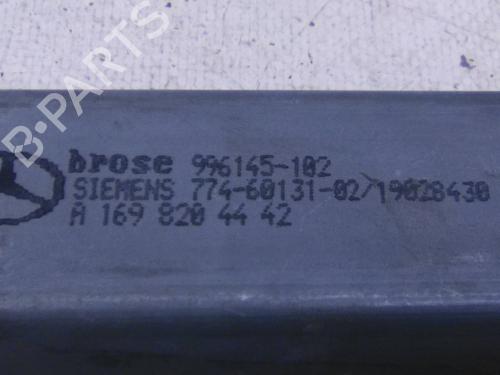 B-PARTS
brose 996145-102
SIEMENS 774-60131-02/19028430
A 169 820 44 42